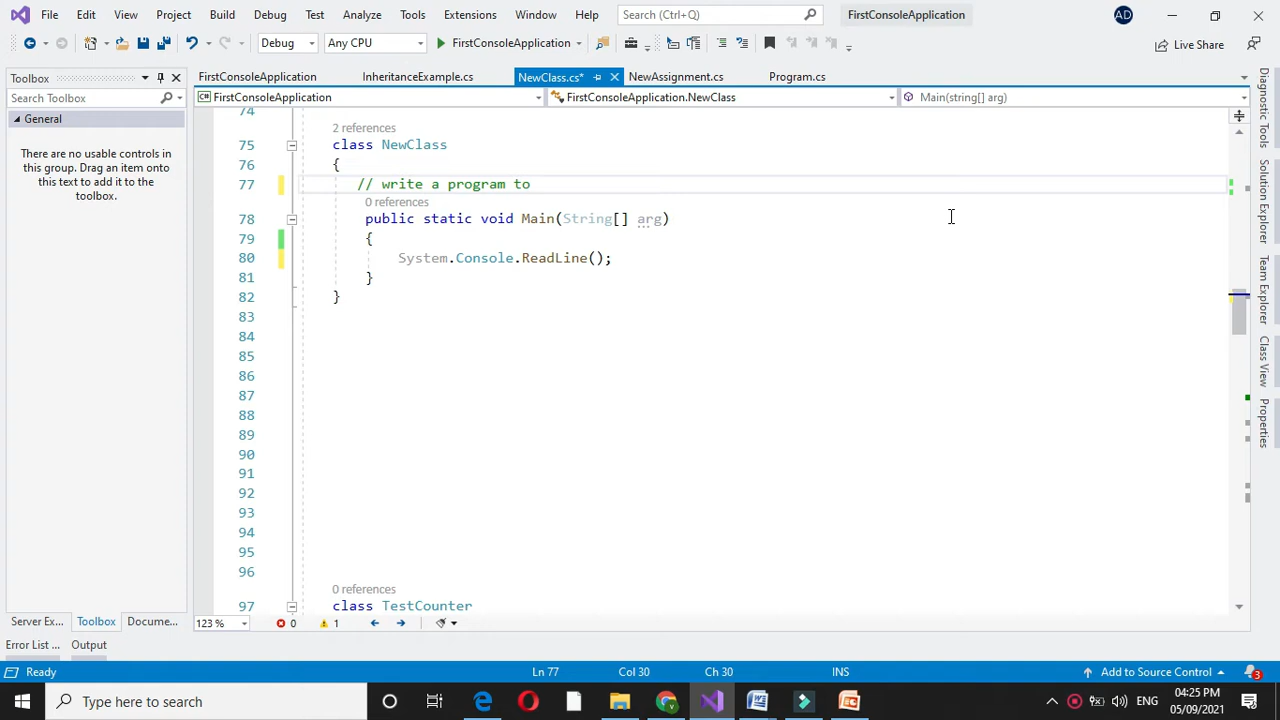 File Edit View Project Build Debug Test Analyze Tools Extensions Window Help Search (Ctrl+Q) FirstConsoleApplication AD
Debug Any CPU FirstConsoleApplication Live Share
Toolbox
Search Toolbox
General
There are no usable controls in
this group. Drag an item onto
this text to add it to the
toolbox.
Server Ex... Toolbox Docume...
Error List ... Output
FirstConsoleApplication InheritanceExample.cs NewClass.cs* NewAssignment.cs Program.cs
FirstConsoleApplication FirstConsoleApplication.NewClass Main(string[] arg)
74
2 references
75 class NewClass
76 {
77 // write a program to
0 references
78 public static void Main(String[] arg)
79 {
80 System.Console.ReadLine();
81 }
82 }
83
84
85
86
87
88
89
90
91
92
93
94
95
96
0 references
97 class TestCounter
123 % 0 1
Diagnostic Tools
Solution Explorer
Team Explorer
Class View
Properties
Ready Ln 77 Col 30 Ch 30 INS Add to Source Control 3
Type here to search ENG 04:25 PM
05/09/2021